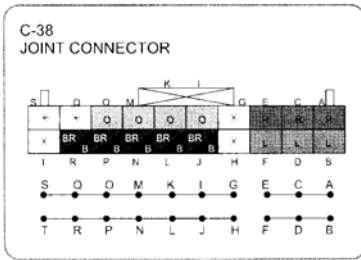 C-38
JOINT CONNECTOR
K I
S Q O M G E C A
* * O O O O * R R R
* BR B BR B BR B BR B BR B * L L L
I R P N L J H F D B
S Q O M K I G E C A
T R P N L J H F D B